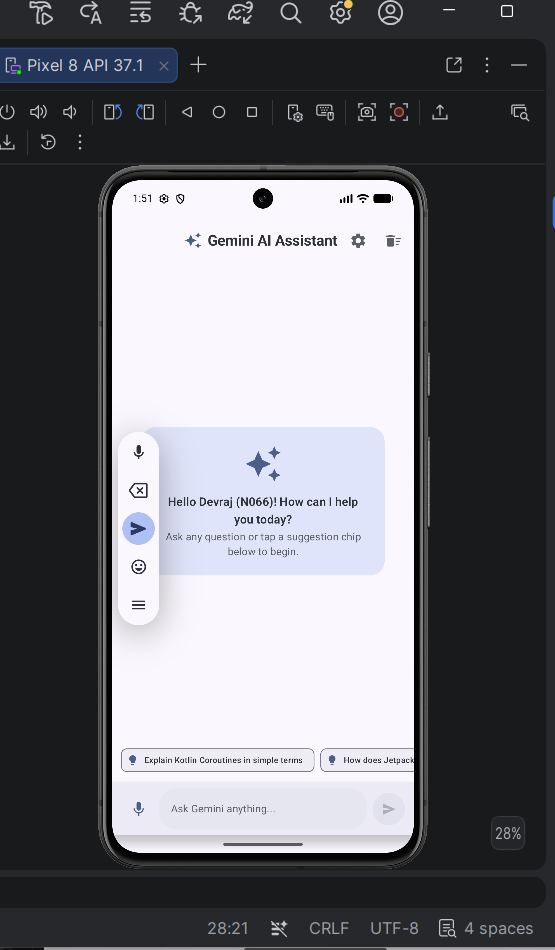 Pixel 8 API 37.1
1:51
Gemini AI Assistant
Hello Devraj (N066)! How can I help
you today?
Ask any question or tap a suggestion chip
below to begin.
Explain Kotlin Coroutines in simple terms
How does Jetpack
Ask Gemini anything...
28%
28:21
CRLF
UTF-8
4 spaces